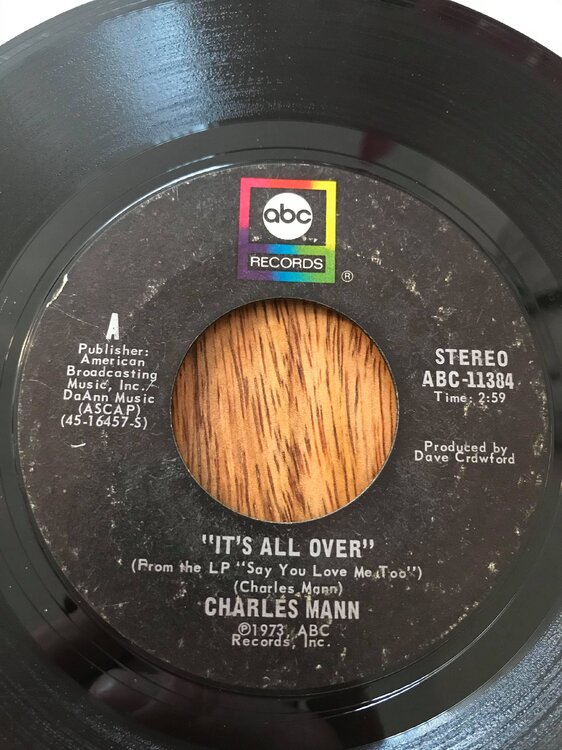 abc
RECORDS
®
A
Publisher:
American
Broadcasting
Music, Inc./
DaAnn Music
(ASCAP)
(45-16457-S)
STEREO
ABC-11384
Time: 2:59
Produced by
Dave Crawford
"IT'S ALL OVER"
(From the LP "Say You Love Me Too")
(Charles Mann)
CHARLES MANN
℗1973, ABC
Records, Inc.